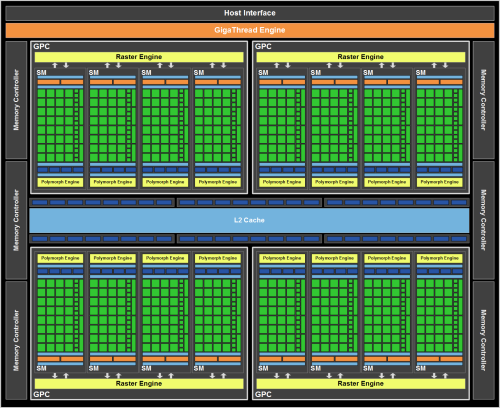 Host Interface
GigaThread Engine
GPC
GPC
Raster Engine
Raster Engine
SM SM SM SM
SM SM SM SM
Polymorph Engine Polymorph Engine Polymorph Engine Polymorph Engine
Polymorph Engine Polymorph Engine Polymorph Engine Polymorph Engine
Memory Controller
Memory Controller
Memory Controller
L2 Cache
Memory Controller
Memory Controller
Memory Controller
Polymorph Engine Polymorph Engine Polymorph Engine Polymorph Engine
Polymorph Engine Polymorph Engine Polymorph Engine Polymorph Engine
SM SM SM SM
SM SM SM SM
Raster Engine
Raster Engine
GPC
GPC